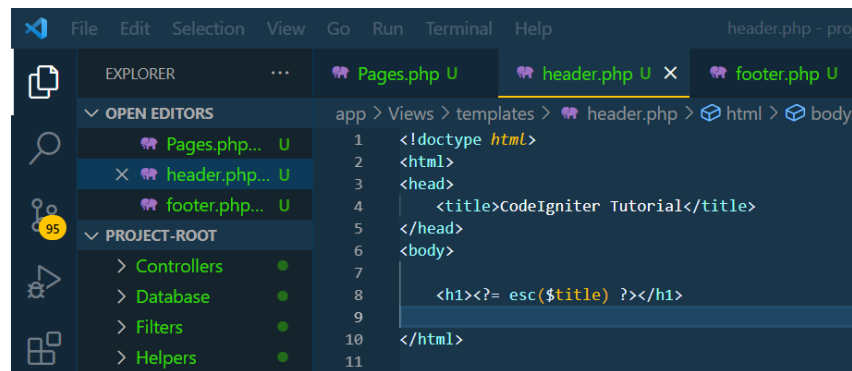 File Edit Selection View Go Run Terminal Help header.php - pro
EXPLORER ...
Pages.php U header.php U × footer.php U
OPEN EDITORS
app > Views > templates > header.php > html > body
Pages.php... U
× header.php... U
footer.php... U
95
PROJECT-ROOT
> Controllers
> Database
> Filters
> Helpers
1 <!doctype html>
2 <html>
3 <head>
4 <title>CodeIgniter Tutorial</title>
5 </head>
6 <body>
7
8 <h1><?= esc($title) ?></h1>
9
10 </html>
11